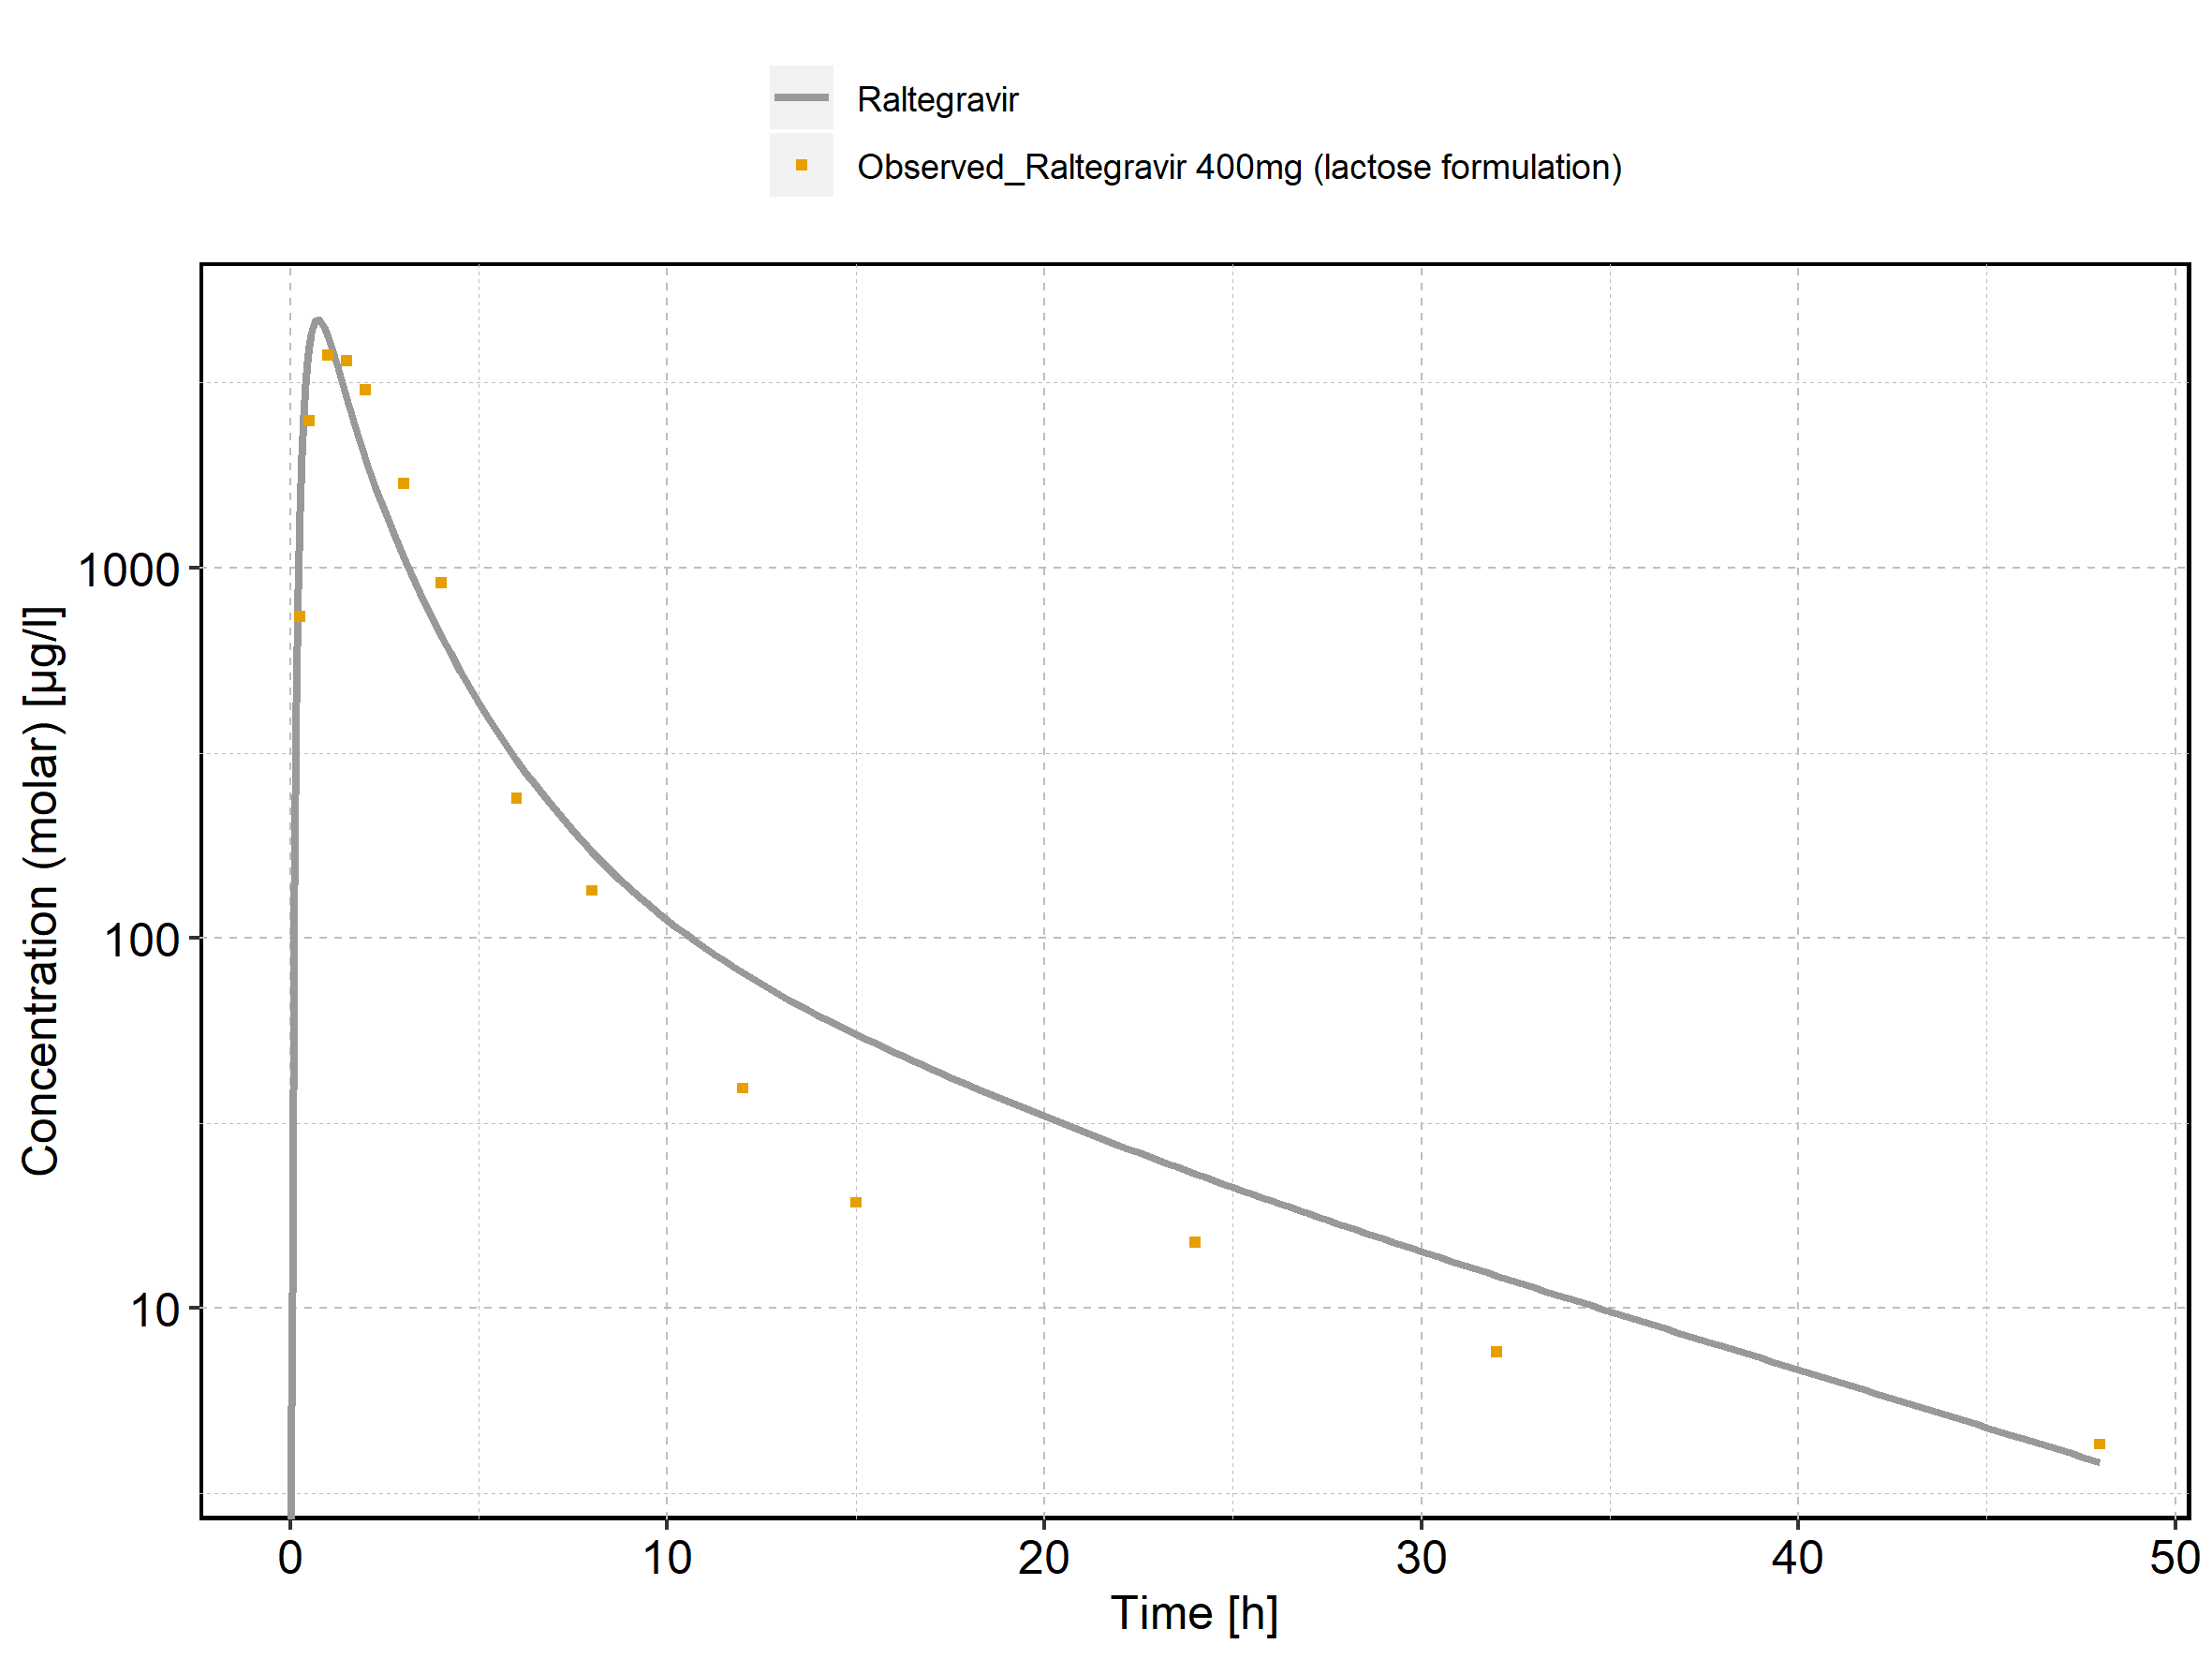 Raltegravir
Observed_Raltegravir 400mg (lactose formulation)
Concentration (molar) [µg/l]
1000
100
10
0 10 20 30 40 50
Time [h]